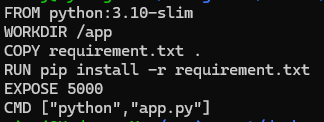 FROM python:3.10-slim
WORKDIR /app
COPY requirement.txt .
RUN pip install -r requirement.txt
EXPOSE 5000
CMD ["python","app.py"]